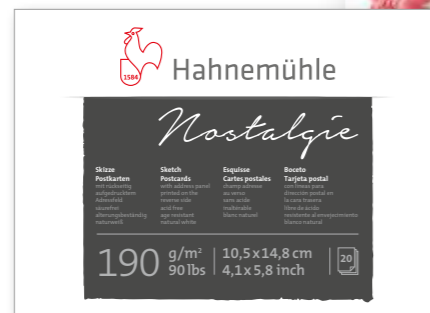 1584
Hahnemühle
Nostalgie
Skizze
Postkarten
mit rückseitig
aufgedrucktem
Adressfeld
säurefrei
alterungsbeständig
naturweiß
Sketch
Postcards
with address panel
printed on the
reverse side
acid free
age resistant
natural white
Esquisse
Cartes postales
champ adresse
au verso
sans acide
inaltérable
blanc naturel
Boceto
Tarjeta postal
con líneas para
dirección postal en
la cara trasera
libre de ácido
resistente al envejecimiento
blanco natural
190 g/m²
90 lbs
10,5 x 14,8 cm
4,1 x 5,8 inch
20